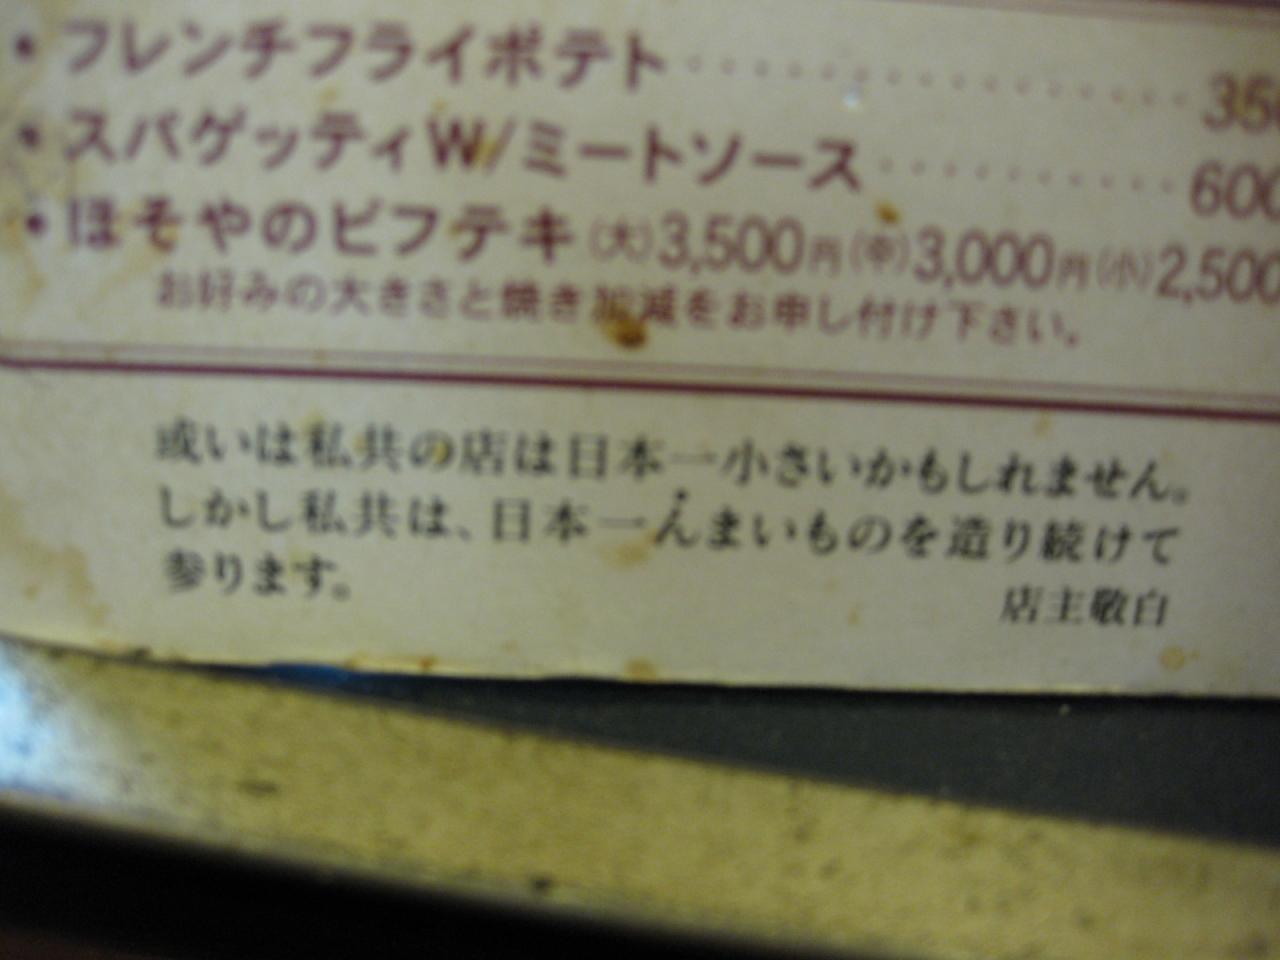 • フレンチフライポテト ･･････････････ 35
• スパゲッティW/ミートソース ･･････････ 600
• ほそやのビフテキ (大)3,500円(中)3,000円(小)2,500
お好みの大きさと焼き加減をお申し付け下さい。
或いは私共の店は日本一小さいかもしれません。
しかし私共は、日本一んまいものを造り続けて
参ります。
店主敬白